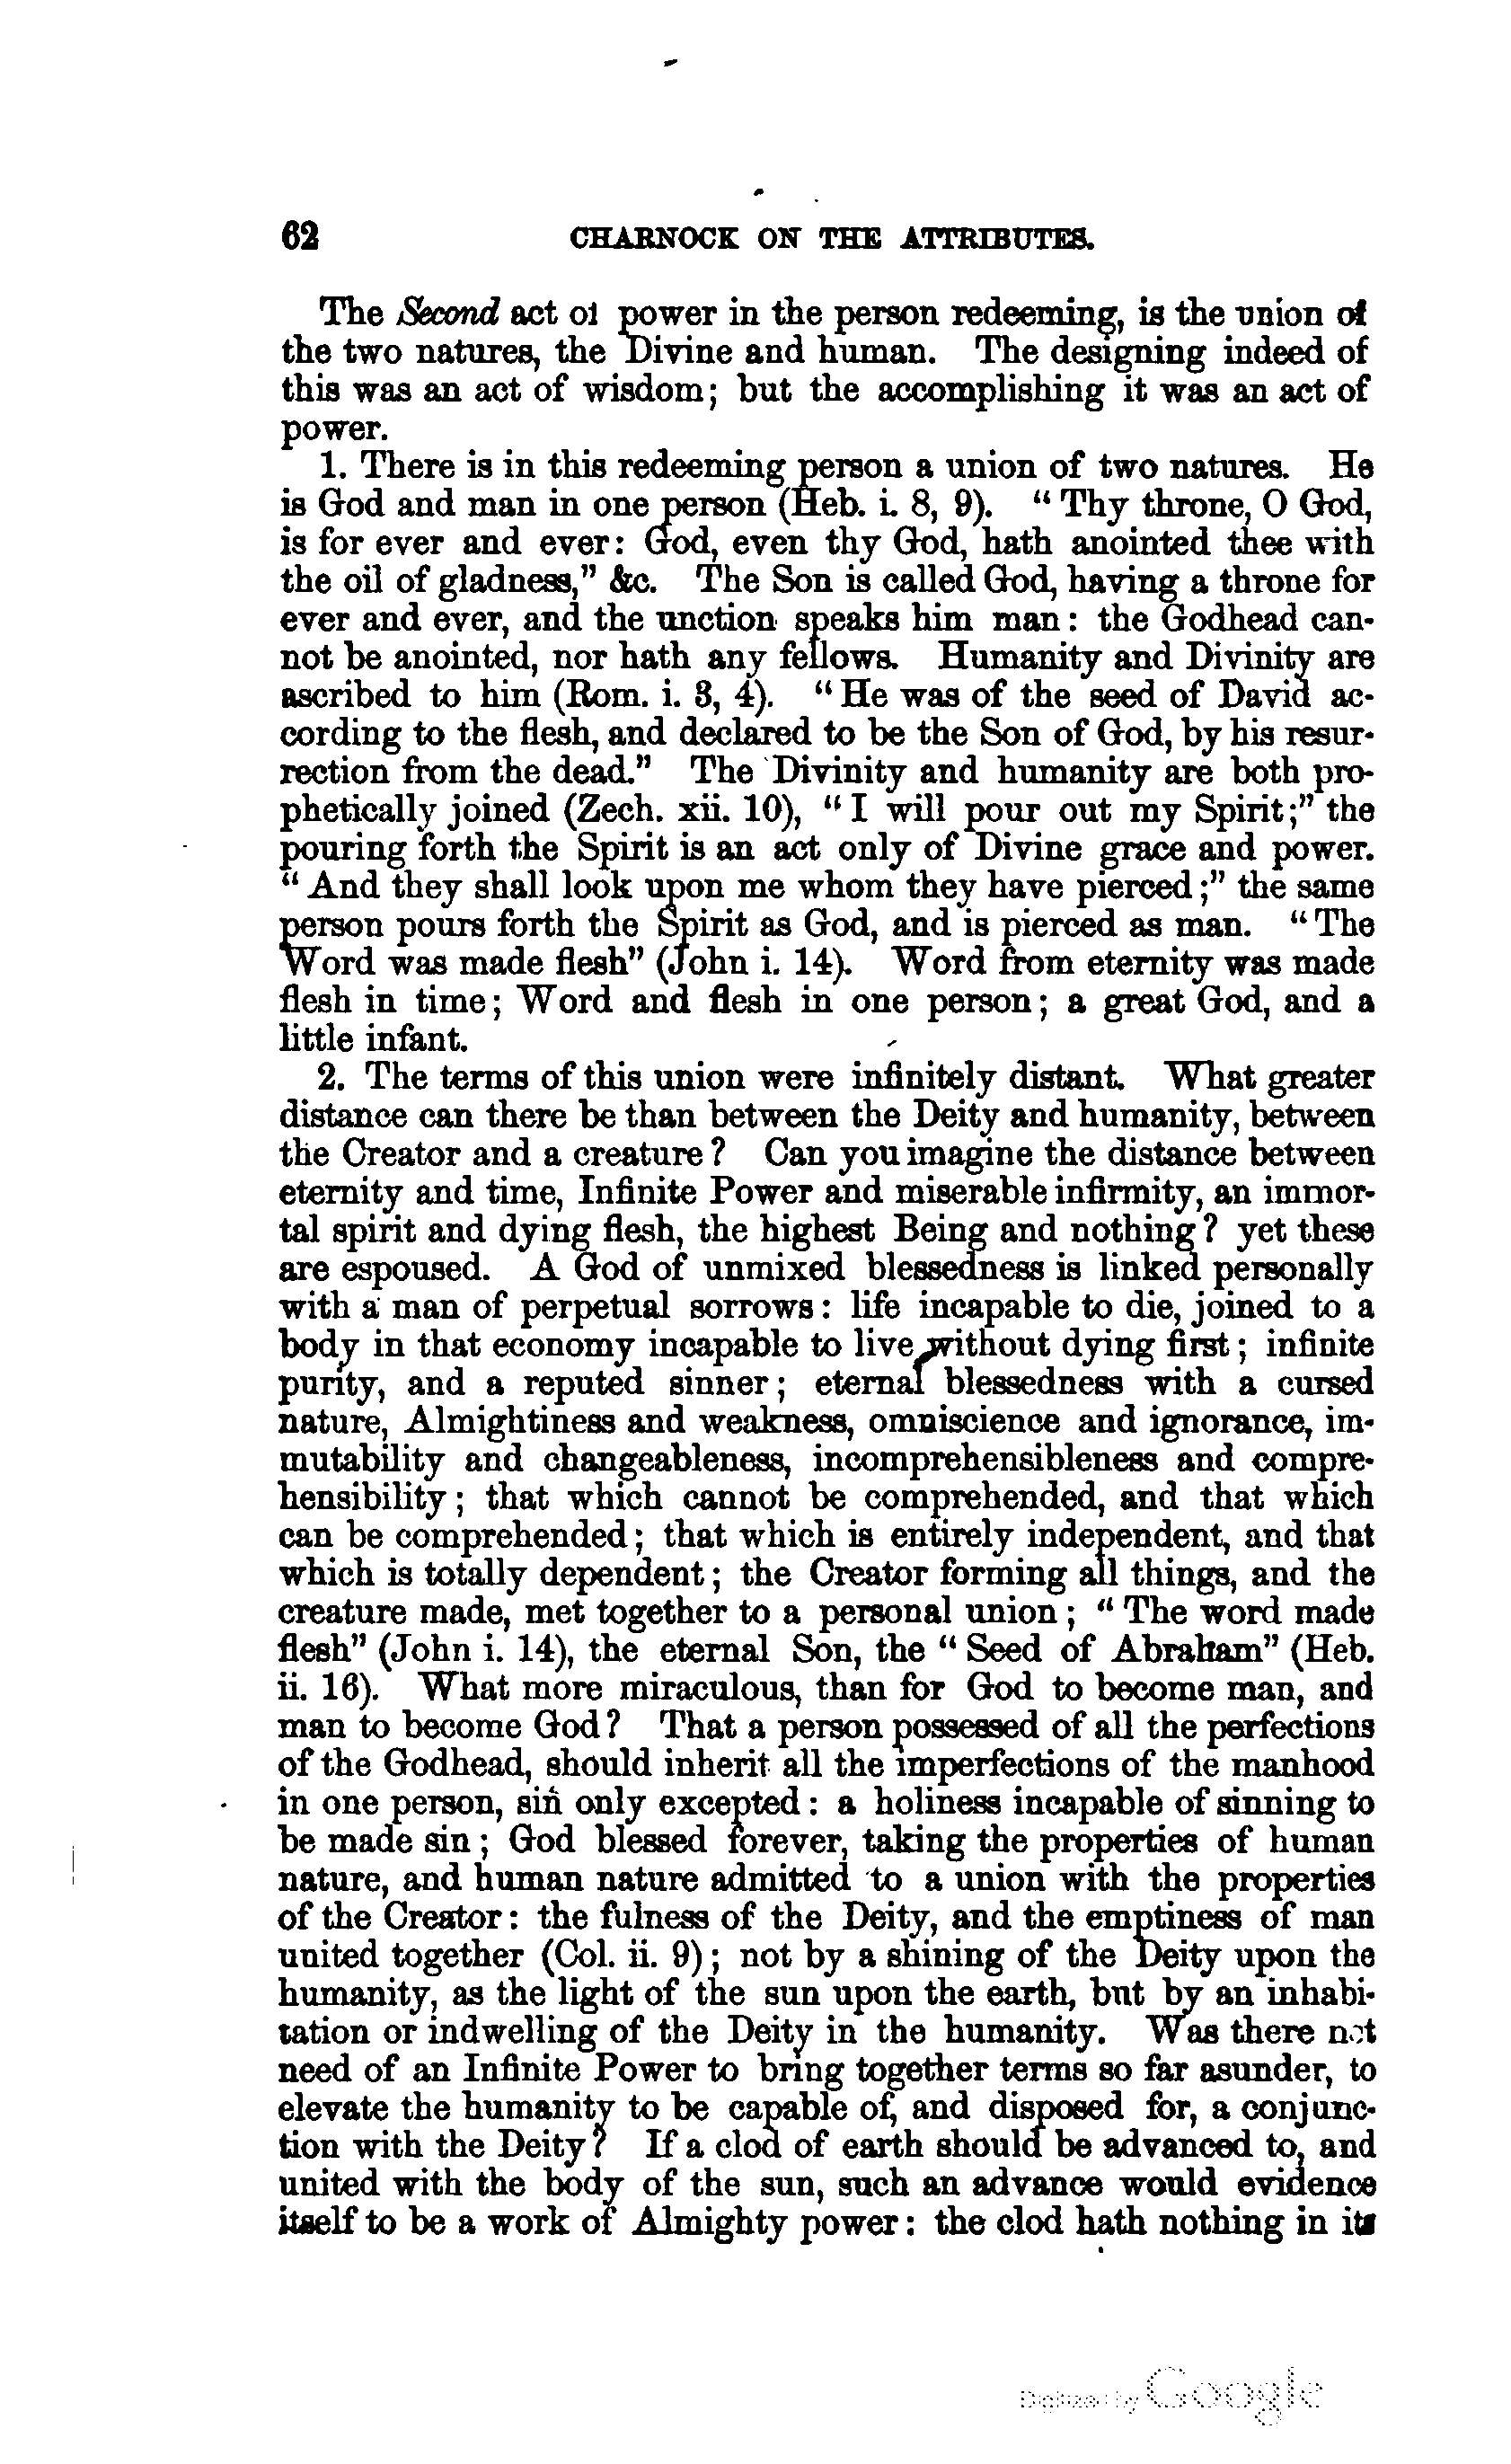 62 CHARNOCK ON THE ATTRIBUTES.
The Second act of power in the person redeeming, is the union of
the two natures, the Divine and human. The designing indeed of
this was an act of wisdom; but the accomplishing it was an act of
power.
1. There is in this redeeming person a union of two natures. He
is God and man in one person (Heb. i. 8, 9). “ Thy throne, O God,
is for ever and ever: God, even thy God, hath anointed thee with
the oil of gladness,” &c. The Son is called God, having a throne for
ever and ever, and the unction speaks him man : the Godhead can-
not be anointed, nor hath any fellows. Humanity and Divinity are
ascribed to him (Rom. i. 3, 4). “ He was of the seed of David ac-
cording to the flesh, and declared to be the Son of God, by his resur-
rection from the dead.” The Divinity and humanity are both pro-
phetically joined (Zech. xii. 10), “ I will pour out my Spirit;” the
pouring forth the Spirit is an act only of Divine grace and power.
“ And they shall look upon me whom they have pierced ;” the same
person pours forth the Spirit as God, and is pierced as man. “ The
Word was made flesh” (John i. 14). Word from eternity was made
flesh in time; Word and flesh in one person; a great God, and a
little infant.
2. The terms of this union were infinitely distant. What greater
distance can there be than between the Deity and humanity, between
the Creator and a creature ? Can you imagine the distance between
eternity and time, Infinite Power and miserable infirmity, an immor-
tal spirit and dying flesh, the highest Being and nothing ? yet these
are espoused. A God of unmixed blessedness is linked personally
with a man of perpetual sorrows : life incapable to die, joined to a
body in that economy incapable to live without dying first ; infinite
purity, and a reputed sinner ; eternal blessedness with a cursed
nature, Almightiness and weakness, omniscience and ignorance, im-
mutability and changeableness, incomprehensibleness and compre-
hensibility ; that which cannot be comprehended, and that which
can be comprehended ; that which is entirely independent, and that
which is totally dependent ; the Creator forming all things, and the
creature made, met together to a personal union ; “ The word made
flesh” (John i. 14), the eternal Son, the “ Seed of Abraham” (Heb.
ii. 16). What more miraculous, than for God to become man, and
man to become God ? That a person possessed of all the perfections
of the Godhead, should inherit all the imperfections of the manhood
in one person, sin only excepted : a holiness incapable of sinning to
be made sin ; God blessed forever, taking the properties of human
nature, and human nature admitted to a union with the properties
of the Creator : the fulness of the Deity, and the emptiness of man
united together (Col. ii. 9) ; not by a shining of the Deity upon the
humanity, as the light of the sun upon the earth, but by an inhabi-
tation or indwelling of the Deity in the humanity. Was there not
need of an Infinite Power to bring together terms so far asunder, to
elevate the humanity to be capable of, and disposed for, a conjunc-
tion with the Deity ? If a clod of earth should be advanced to, and
united with the body of the sun, such an advance would evidence
itself to be a work of Almighty power : the clod hath nothing in its
Digitized by Google